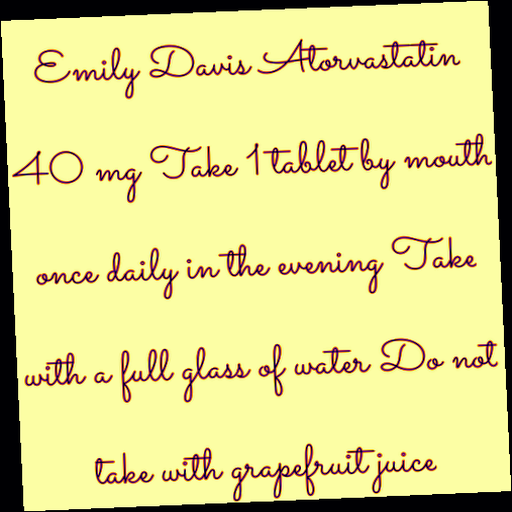 Emily Davis Atorvastatin
40 mg Take 1 tablet by mouth
once daily in the evening Take
with a full glass of water Do not
take with grapefruit juice